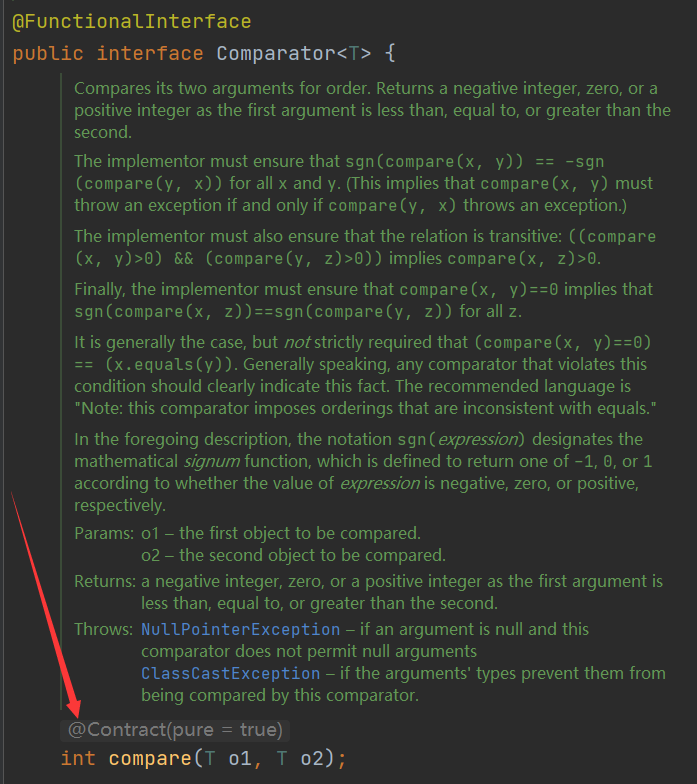 @FunctionalInterface
public interface Comparator<T> {
Compares its two arguments for order. Returns a negative integer, zero, or a
positive integer as the first argument is less than, equal to, or greater than the
second.
The implementor must ensure that sgn(compare(x, y)) == -sgn
(compare(y, x)) for all x and y. (This implies that compare(x, y) must
throw an exception if and only if compare(y, x) throws an exception.)
The implementor must also ensure that the relation is transitive: ((compare
(x, y)>0) && (compare(y, z)>0)) implies compare(x, z)>0.
Finally, the implementor must ensure that compare(x, y)==0 implies that
sgn(compare(x, z))==sgn(compare(y, z)) for all z.
It is generally the case, but not strictly required that (compare(x, y)==0)
== (x.equals(y)). Generally speaking, any comparator that violates this
condition should clearly indicate this fact. The recommended language is
"Note: this comparator imposes orderings that are inconsistent with equals."
In the foregoing description, the notation sgn(expression) designates the
mathematical signum function, which is defined to return one of -1, 0, or 1
according to whether the value of expression is negative, zero, or positive,
respectively.
Params: o1 – the first object to be compared.
o2 – the second object to be compared.
Returns: a negative integer, zero, or a positive integer as the first argument is
less than, equal to, or greater than the second.
Throws: NullPointerException – if an argument is null and this
comparator does not permit null arguments
ClassCastException – if the arguments' types prevent them from
being compared by this comparator.
@Contract(pure = true)
int compare(T o1, T o2);